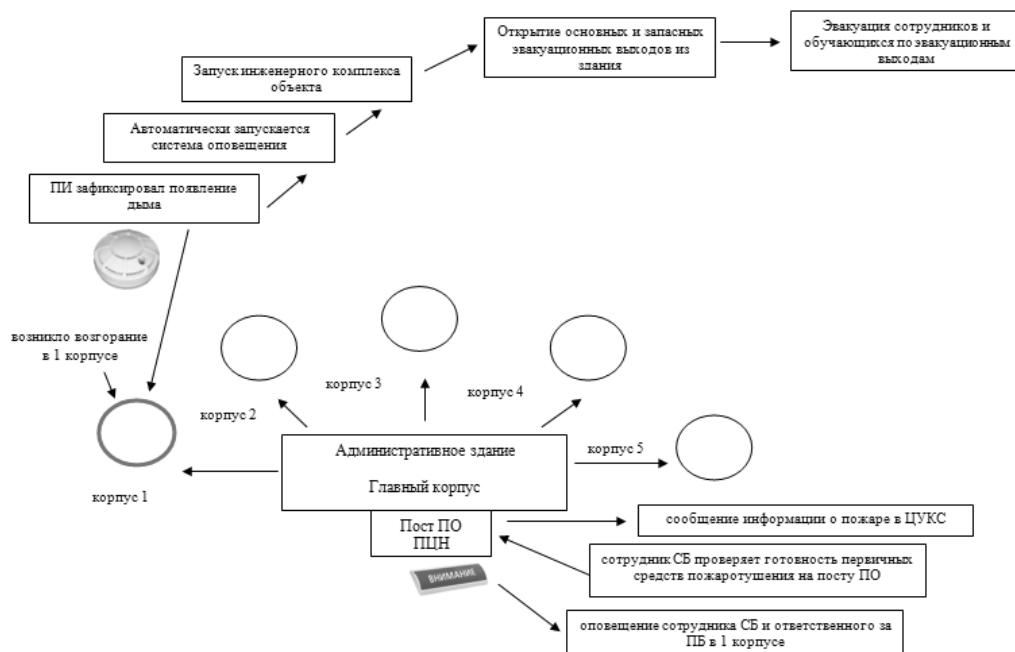 Открытие основных и запасных
эвакуационных выходов из
здания
Эвакуация сотрудников и
обучающихся по эвакуационным
выходам
Запуск инженерного комплекса
объекта
Автоматически запускается
система оповещения
ПИ зафиксировал появление
дыма
возникло возгорание
в 1 корпусе
корпус 3
корпус 4
корпус 2
корпус 5
корпус 1
Административное здание
Главный корпус
Пост ПО
ПЦН
ВНИМАНИЕ
сообщение информации о пожаре в ЦУКС
сотрудник СБ проверяет готовность первичных
средств пожаротушения на посту ПО
оповещение сотрудника СБ и ответственного за
ПБ в 1 корпусе